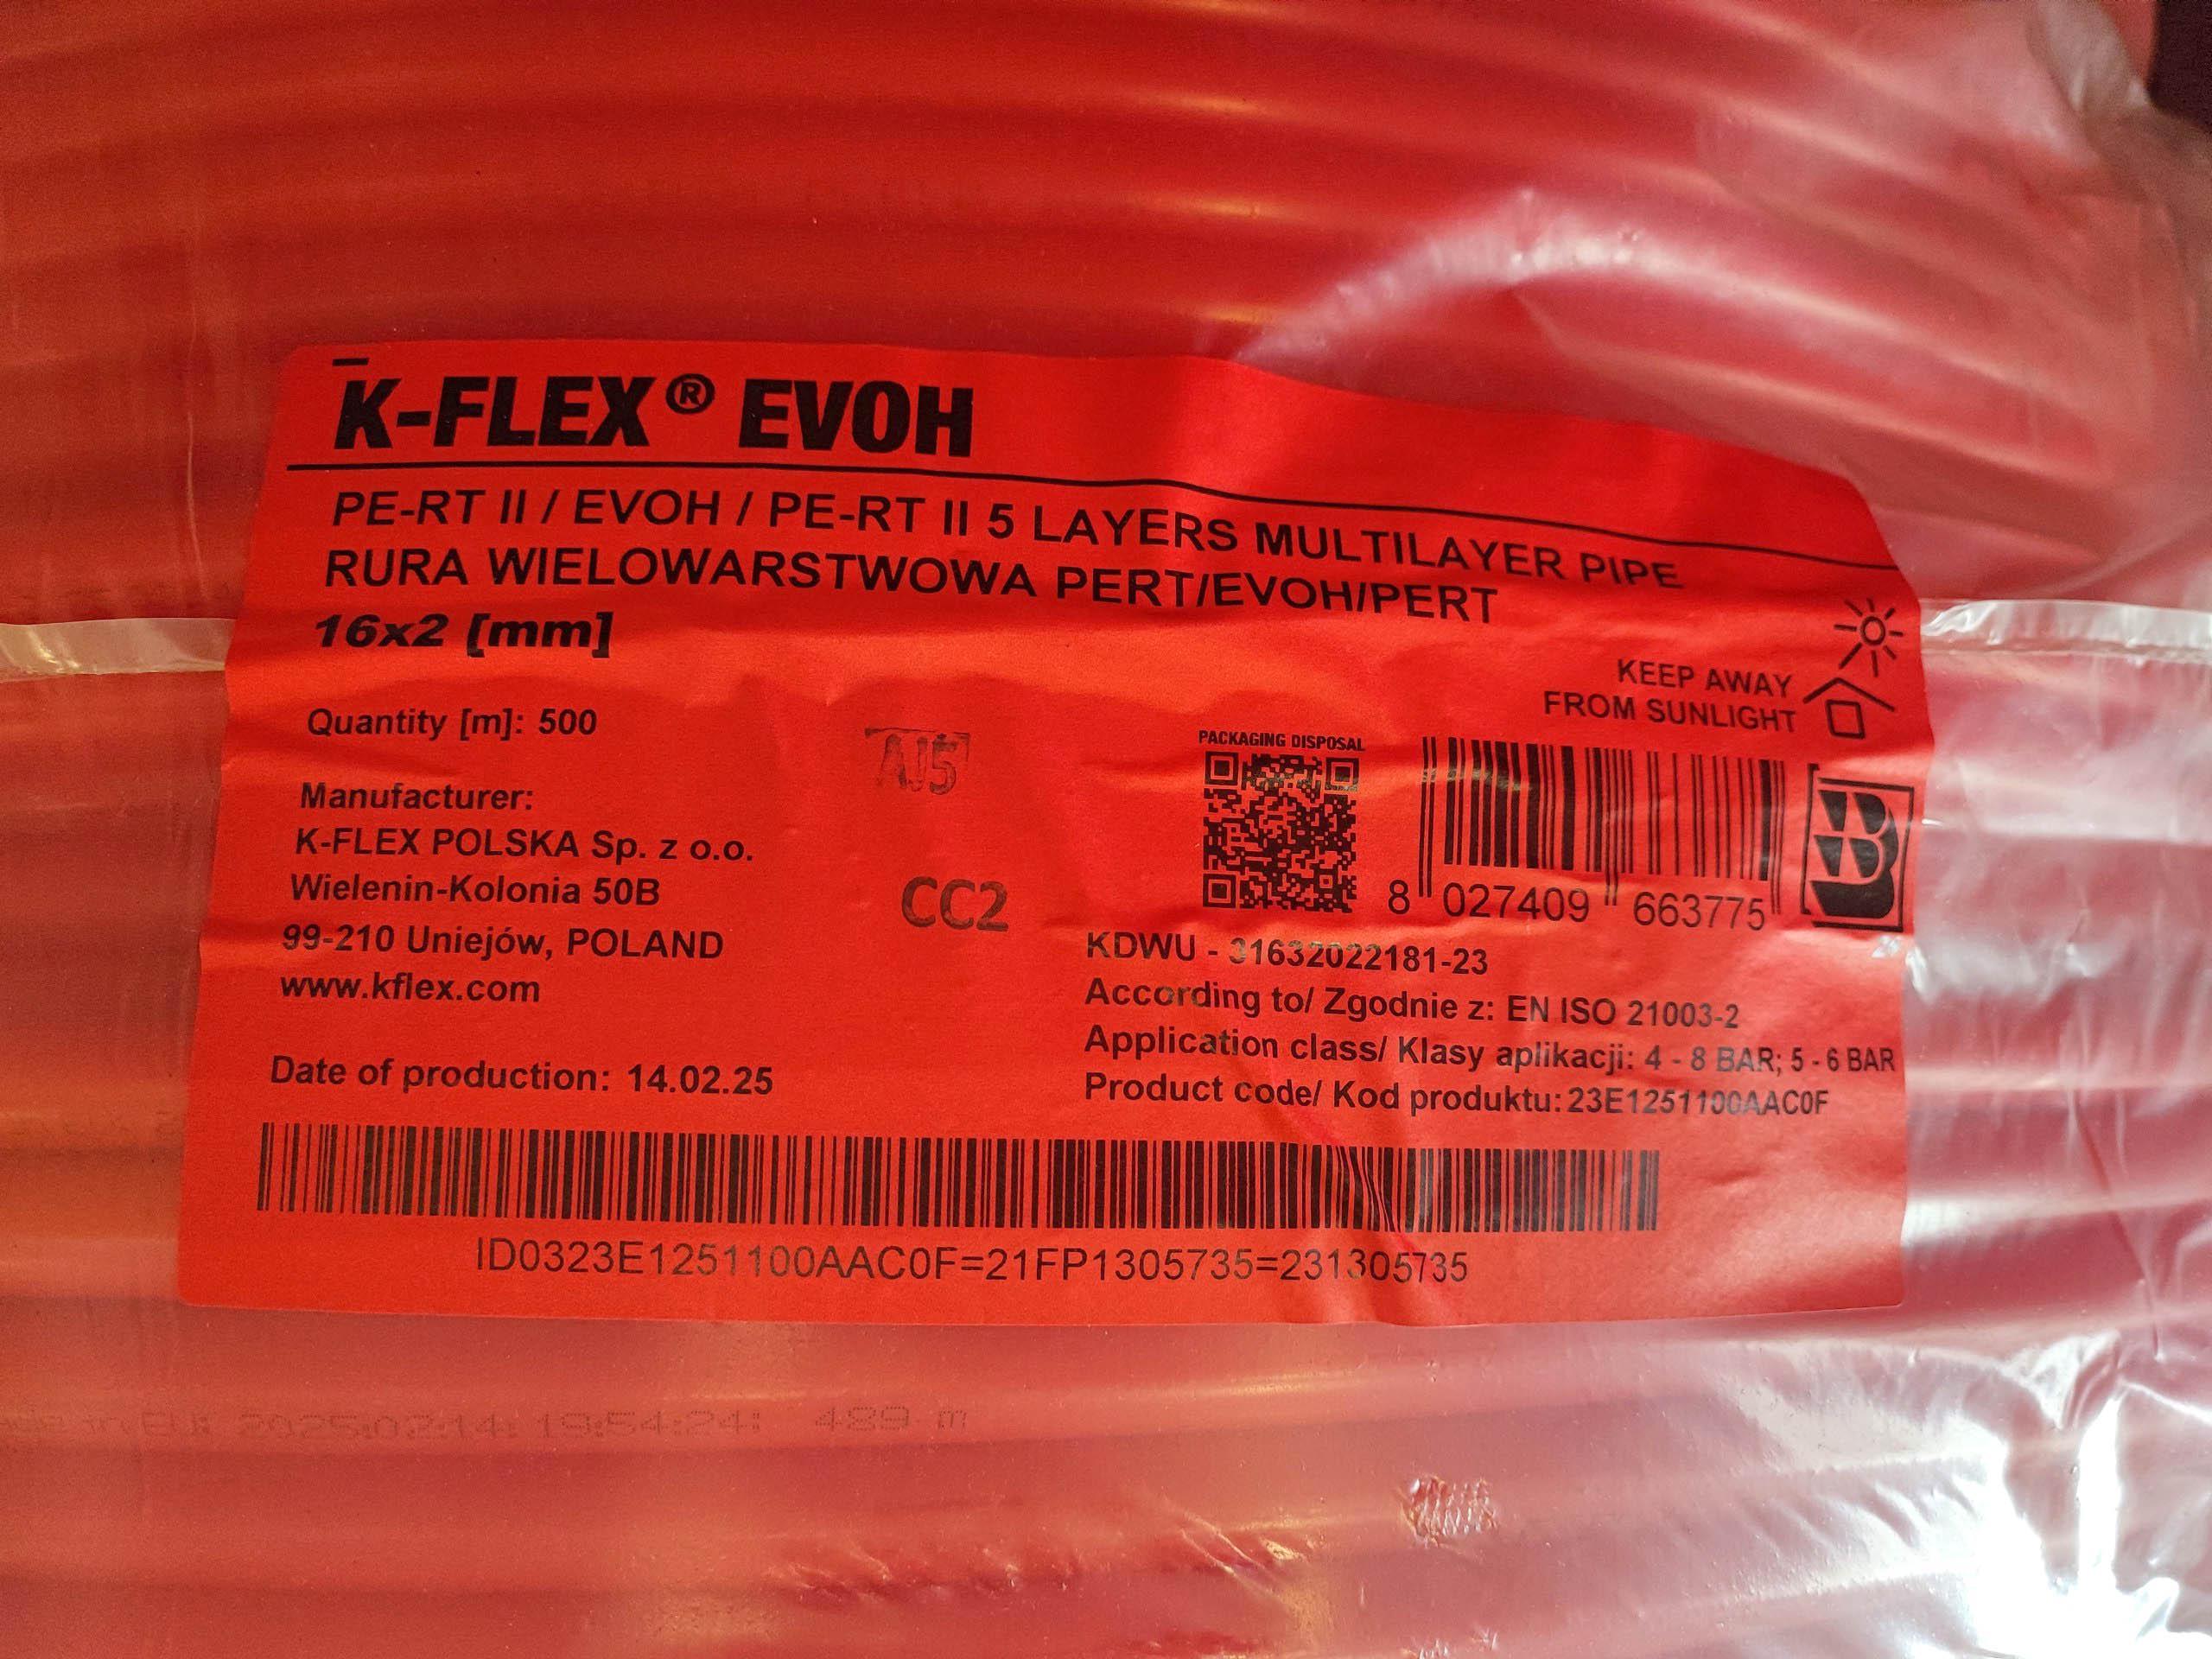 K-FLEX® EVOH
PE-RT II / EVOH / PE-RT II 5 LAYERS MULTILAYER PIPE
RURA WIELOWARSTWOWA PERT/EVOH/PERT
16x2 [mm]
KEEP AWAY
FROM SUNLIGHT
Quantity [m]: 500
AJ5
PACKAGING DISPOSAL
Manufacturer:
K-FLEX POLSKA Sp. z o.o.
Wielenin-Kolonia 50B
99-210 Uniejów, POLAND
www.kflex.com
CC2
8 027409 663775
B
KDWU - 31632022181-23
According to/ Zgodnie z: EN ISO 21003-2
Application class/ Klasy aplikacji: 4 - 8 BAR; 5 - 6 BAR
Product code/ Kod produktu: 23E1251100AAC0F
Date of production: 14.02.25
ID0323E1251100AAC0F=21FP1305735=231305735
in EU: 2025:02:14: 19:54:24: 489 m